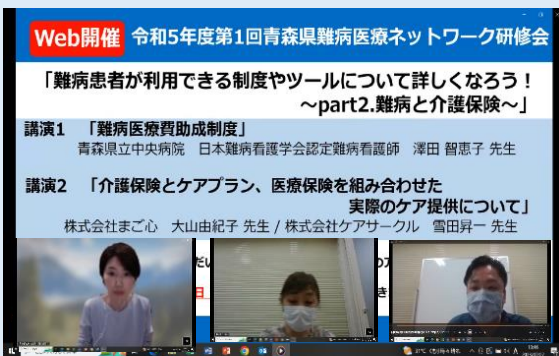 Web開催 令和5年度第1回青森県難病医療ネットワーク研修会
「難病患者が利用できる制度やツールについて詳しくなろう！
～part2.難病と介護保険～」
講演1 「難病医療費助成制度」
青森県立中央病院 日本難病看護学会認定難病看護師 澤田 智恵子 先生
講演2 「介護保険とケアプラン、医療保険を組み合わせた
実際のケア提供について」
株式会社まご心 大山由紀子 先生 / 株式会社ケアサークル 雪田昇一 先生